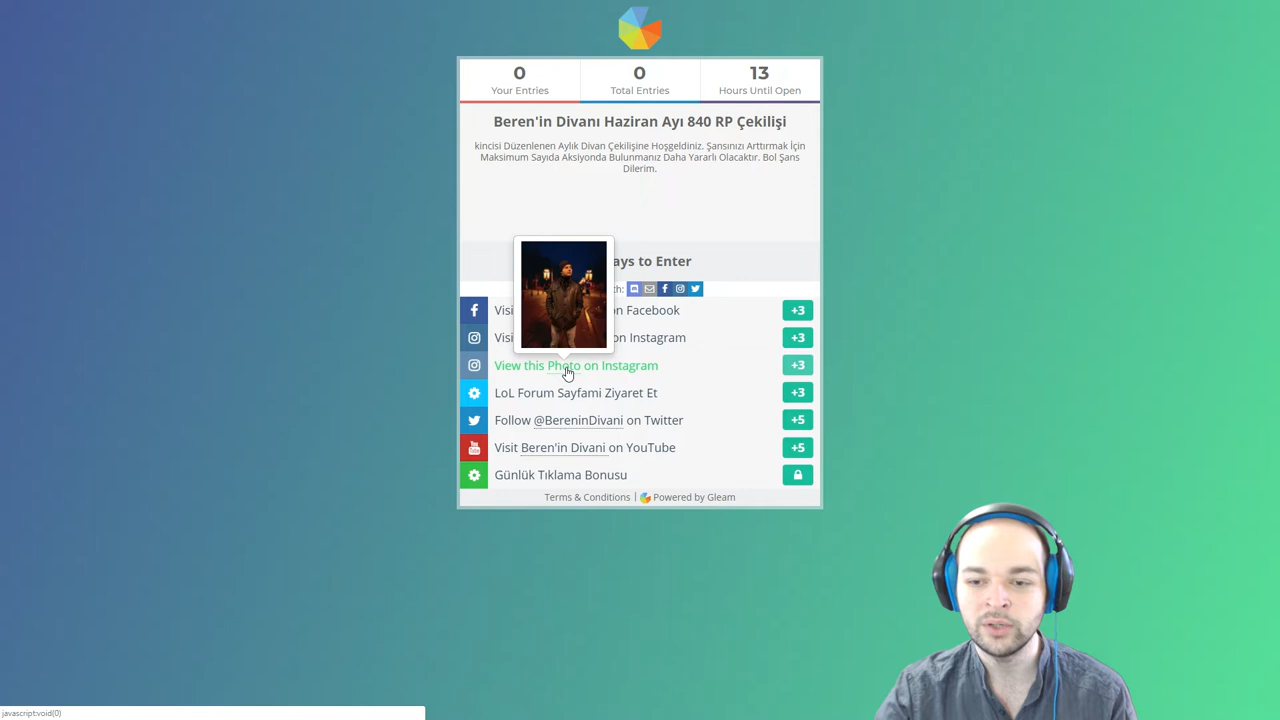 0
Your Entries
0
Total Entries
13
Hours Until Open
Beren'in Divanı Haziran Ayı 840 RP Çekilişi
kincisi Düzenlenen Aylık Divan Çekilişine Hoşgeldiniz. Şansınızı Arttırmak İçin
Maksimum Sayıda Aksiyonda Bulunmanız Daha Yararlı Olacaktır. Bol Şans
Dilerim.
ays to Enter
th:
Visi on Facebook +3
Visi on Instagram +3
View this Photo on Instagram +3
LoL Forum Sayfami Ziyaret Et +3
Follow @BereninDivani on Twitter +5
Visit Beren'in Divani on YouTube +5
Günlük Tıklama Bonusu
Terms & Conditions | Powered by Gleam
javascript:void(0)